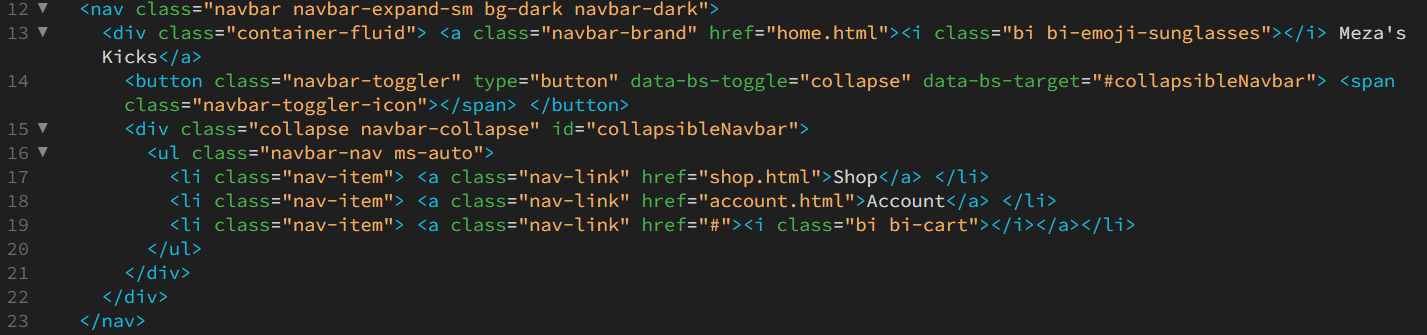 12 ▼ <nav class="navbar navbar-expand-sm bg-dark navbar-dark">
13 ▼ <div class="container-fluid"> <a class="navbar-brand" href="home.html"><i class="bi bi-emoji-sunglasses"></i> Meza's
Kicks</a>
14 <button class="navbar-toggler" type="button" data-bs-toggle="collapse" data-bs-target="#collapsibleNavbar"> <span
class="navbar-toggler-icon"></span> </button>
15 ▼ <div class="collapse navbar-collapse" id="collapsibleNavbar">
16 ▼ <ul class="navbar-nav ms-auto">
17 <li class="nav-item"> <a class="nav-link" href="shop.html">Shop</a> </li>
18 <li class="nav-item"> <a class="nav-link" href="account.html">Account</a> </li>
19 <li class="nav-item"> <a class="nav-link" href="#"><i class="bi bi-cart"></i></a></li>
20 </ul>
21 </div>
22 </div>
23 </nav>